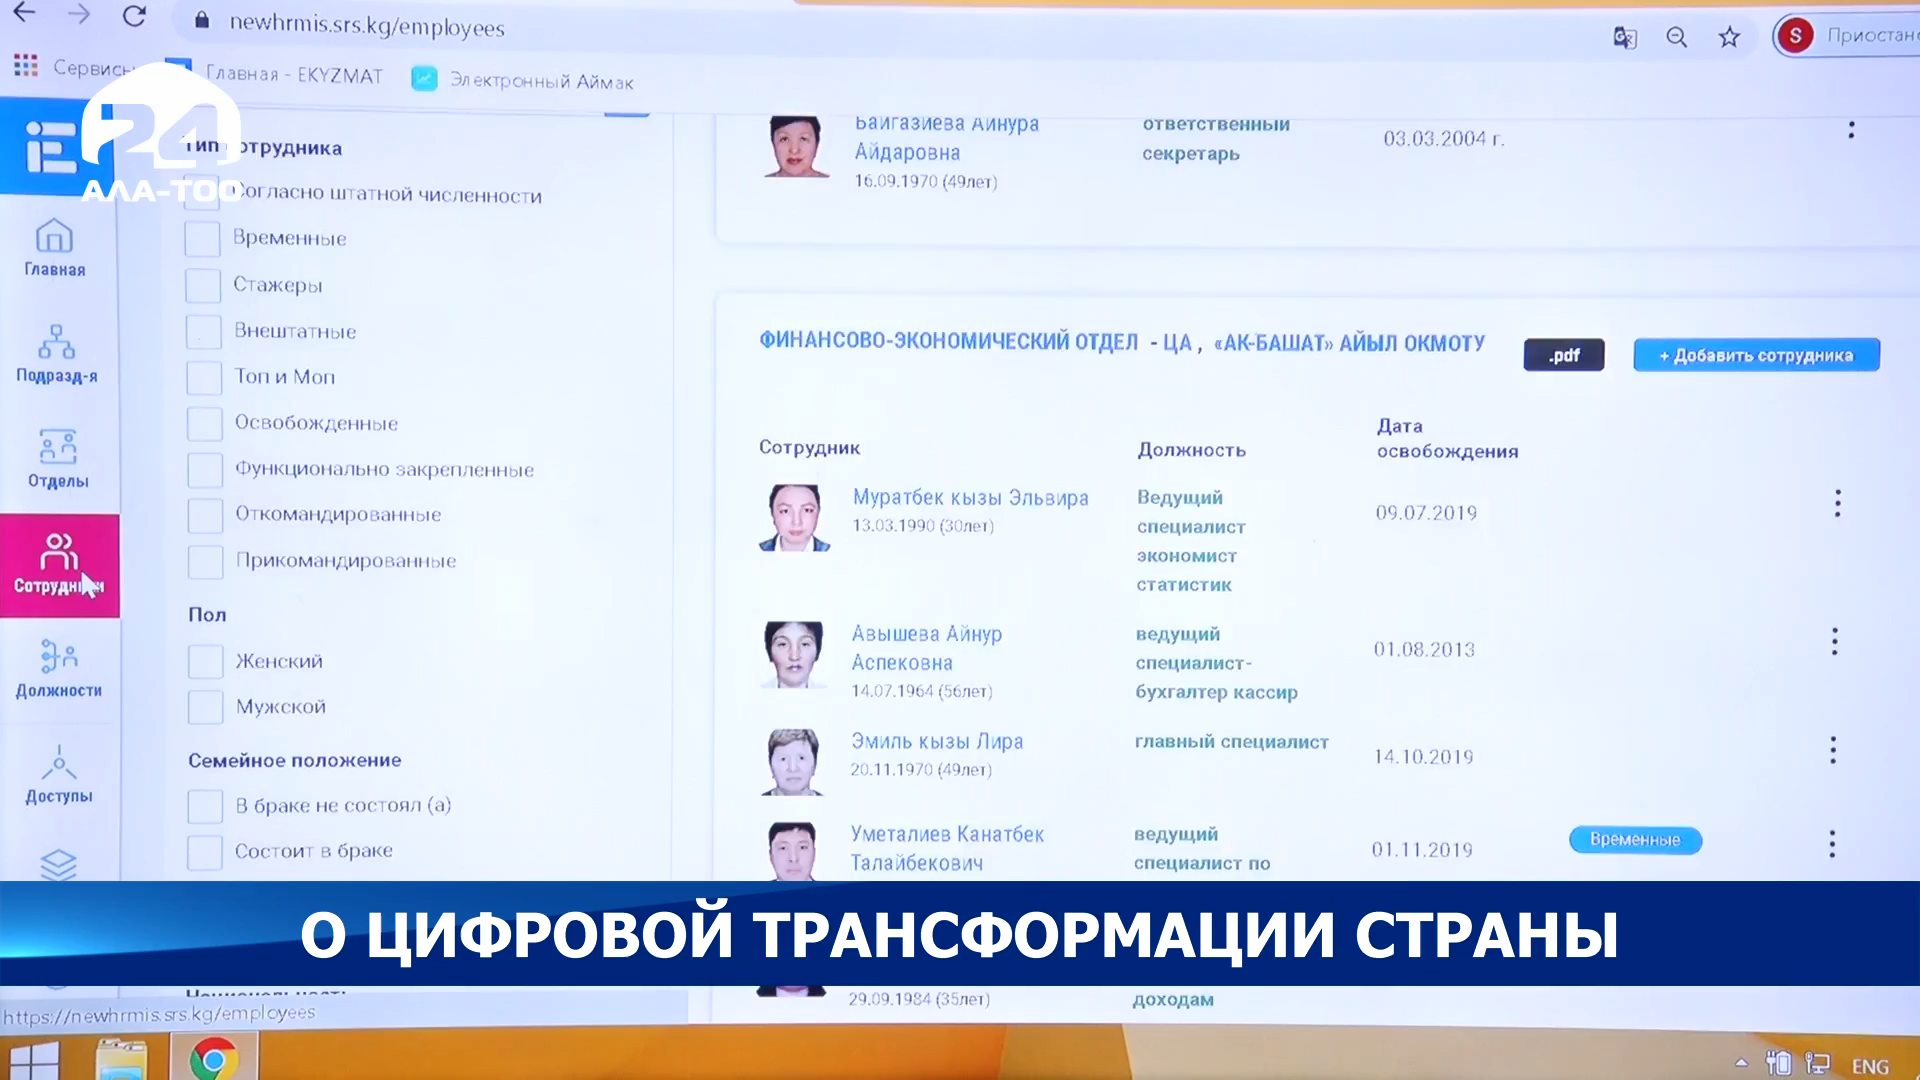 newhrmis.srs.kg/employees
S
Приостан
Сервисы
Главная - EKYZMAT
Электронный Аймак
24
АЛА-ТОО
Главная
Подразд-я
Отделы
Сотрудники
Должности
Доступы
Тип сотрудника
Согласно штатной численности
Временные
Стажеры
Внештатные
Топ и Моп
Освобожденные
Функционально закрепленные
Откомандированные
Прикомандированные
Пол
Женский
Мужской
Семейное положение
В браке не состоял (а)
Состоит в браке
Байгазиева Айнура
Айдаровна
16.09.1970 (49лет)
ответственный
секретарь
03.03.2004 г.
ФИНАНСОВО-ЭКОНОМИЧЕСКИЙ ОТДЕЛ - ЦА , «АК-БАШАТ» АЙЫЛ ОКМОТУ
.pdf
+ Добавить сотрудника
Сотрудник
Должность
Дата
освобождения
Муратбек кызы Эльвира
13.03.1990 (30лет)
Ведущий
специалист
экономист
статистик
09.07.2019
Авышева Айнур
Аспековна
14.07.1964 (56лет)
ведущий
специалист-
бухгалтер кассир
01.08.2013
Эмиль кызы Лира
20.11.1970 (49лет)
главный специалист
14.10.2019
Уметалиев Канатбек
Талайбекович
ведущий
специалист по
01.11.2019
Временные
О ЦИФРОВОЙ ТРАНСФОРМАЦИИ СТРАНЫ
29.09.1984 (35лет)
доходам
https://newhrmis.srs.kg/employees
ENG